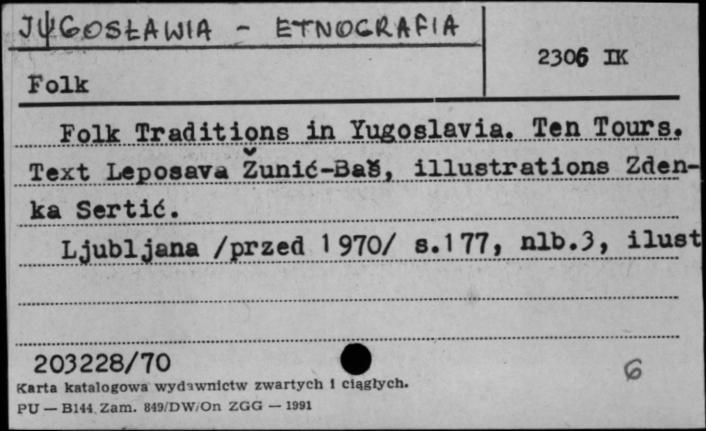 JUGOSŁAWIA - ETNOGRAFIA
2306 IK
Folk
Folk Traditions in Yugoslavia. Ten Tours.
Text Leposava Žunić-Baš, illustrations Zden-
ka Sertić.
Ljubljana /przed 1970/ s.177, nlb.3, ilust
203228/70
6
Karta katalogowa wydawnictw zwartych i ciągłych.
PU — B144. Zam. 849/DW/On ZGG — 1991